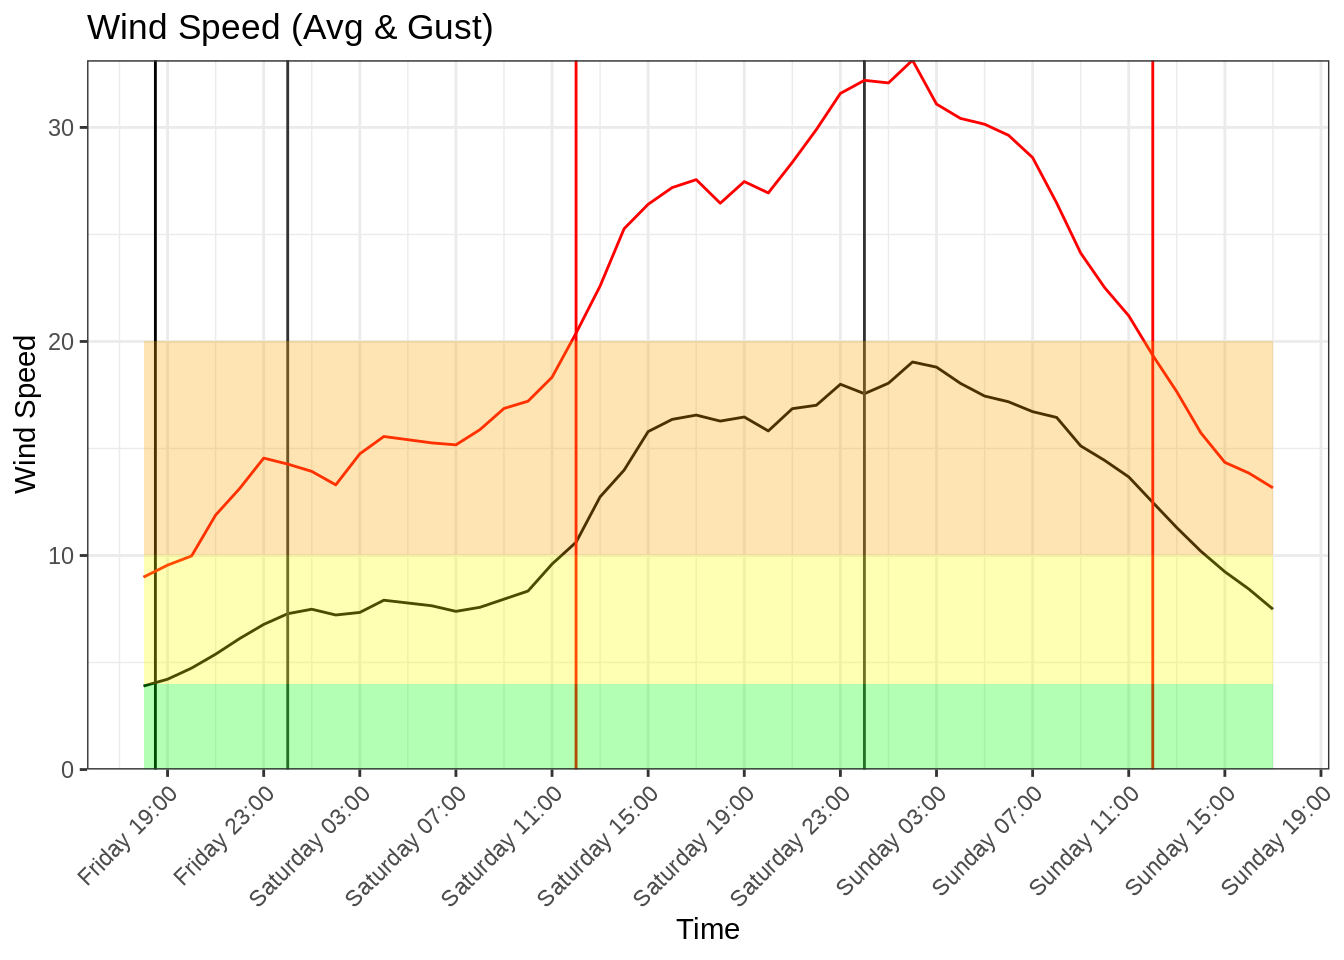 Wind Speed (Avg & Gust)
Wind Speed
30
20
10
0
Friday 19:00
Friday 23:00
Saturday 03:00
Saturday 07:00
Saturday 11:00
Saturday 15:00
Saturday 19:00
Saturday 23:00
Sunday 03:00
Sunday 07:00
Sunday 11:00
Sunday 15:00
Sunday 19:00
Time